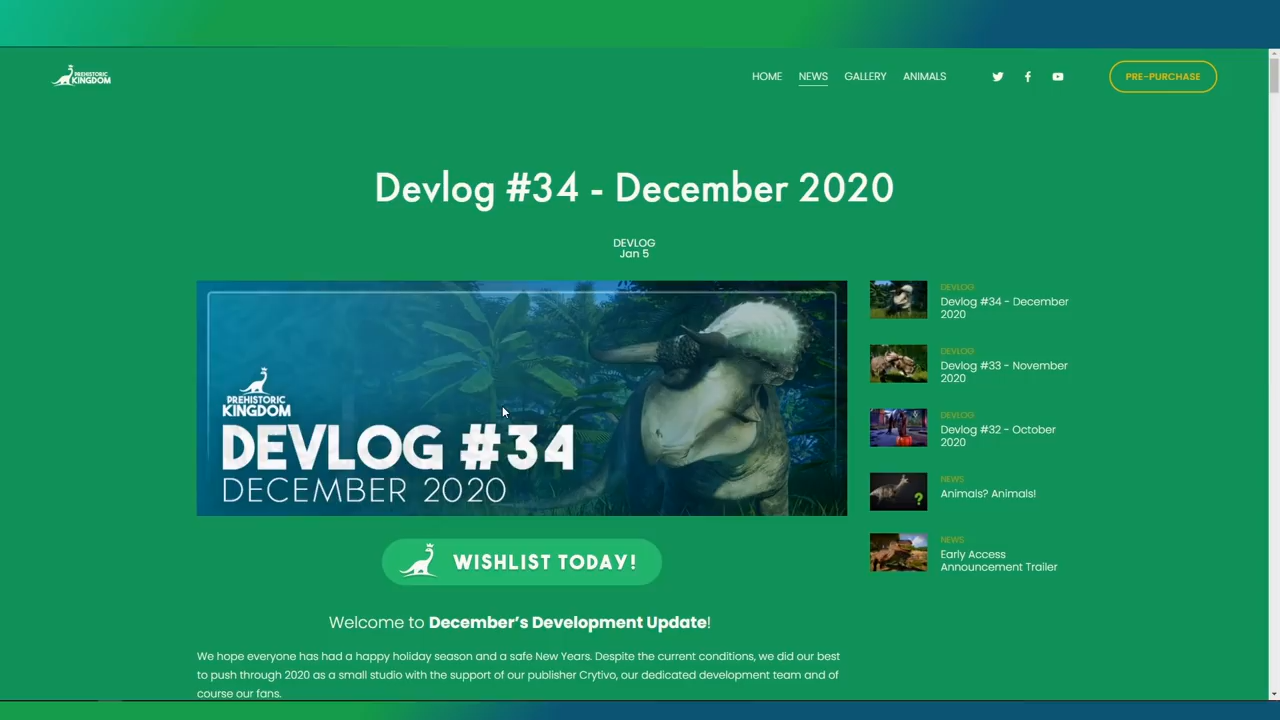 PREHISTORIC
KINGDOM
HOME NEWS GALLERY ANIMALS
PRE-PURCHASE
Devlog #34 - December 2020
DEVLOG
Jan 5
PREHISTORIC
KINGDOM
DEVLOG #34
DECEMBER 2020
DEVLOG
Devlog #34 - December
2020
DEVLOG
Devlog #33 - November
2020
DEVLOG
Devlog #32 - October
2020
?
NEWS
Animals? Animals!
NEWS
Early Access
Announcement Trailer
WISHLIST TODAY!
Welcome to December’s Development Update!
We hope everyone has had a happy holiday season and a safe New Years. Despite the current conditions, we did our best
to push through 2020 as a small studio with the support of our publisher Crytivo, our dedicated development team and of
course our fans.